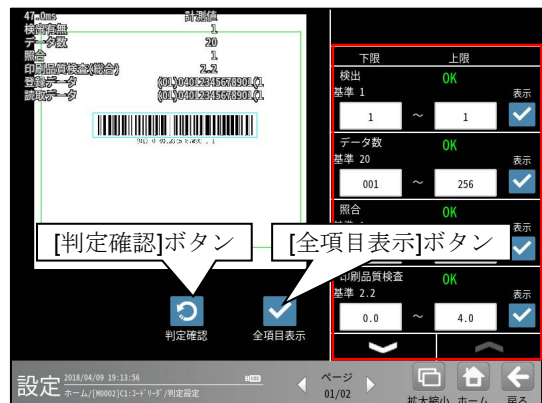 47.0ms 計測値
検出有無 1
データ数 20
照合 1
印刷品質検査(総合) 2.2
登録データ (01)04912345678901(1
読取データ (01)04912345678901(1
下限 上限
検出 OK
基準 1 表示
1 ～ 1
データ数 OK
基準 20 表示
001 ～ 256
照合 OK
表示
[判定確認]ボタン [全項目表示]ボタン
印刷品質検査 OK
基準 2.2 表示
0.0 ～ 4.0
判定確認 全項目表示
設定 2018/04/09 19:13:56
ホーム/[M0002]C1:コードリーダ/判定設定
ページ
01/02
拡大縮小 ホーム 戻る